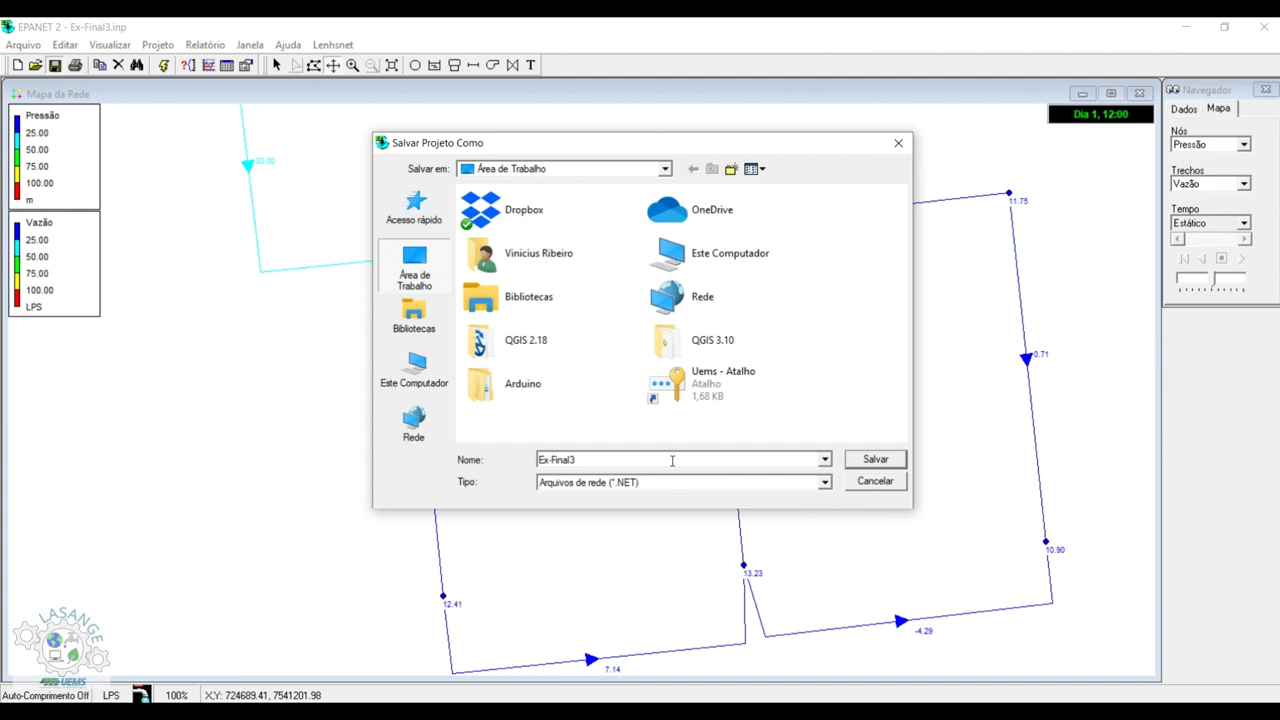 EPANET 2 - Ex-Final3.inp
Arquivo Editar Visualizar Projeto Relatório Janela Ajuda Lenhsnet
Mapa da Rede
Pressão
25.00
50.00
75.00
100.00
m
Vazão
25.00
50.00
75.00
100.00
LPS
Dia 1, 12:00
Navegador
Dados Mapa
Nós
Pressão
Trechos
Vazão
Tempo
Estático
Salvar Projeto Como
Salvar em: Área de Trabalho
Acesso rápido
Área de
Trabalho
Bibliotecas
Este Computador
Rede
Dropbox
OneDrive
Vinicius Ribeiro
Este Computador
Bibliotecas
Rede
QGIS 2.18
QGIS 3.10
Arduino
Uems - Atalho
Atalho
1,68 KB
Nome: Ex-Final3 Salvar
Tipo: Arquivos de rede (*.NET) Cancelar
11.75
0.71
10.90
13.23
12.41
-4.29
7.14
LASANGE
UEMS
Auto-Comprimento Off LPS 100% X,Y: 724689.41, 7541201.98